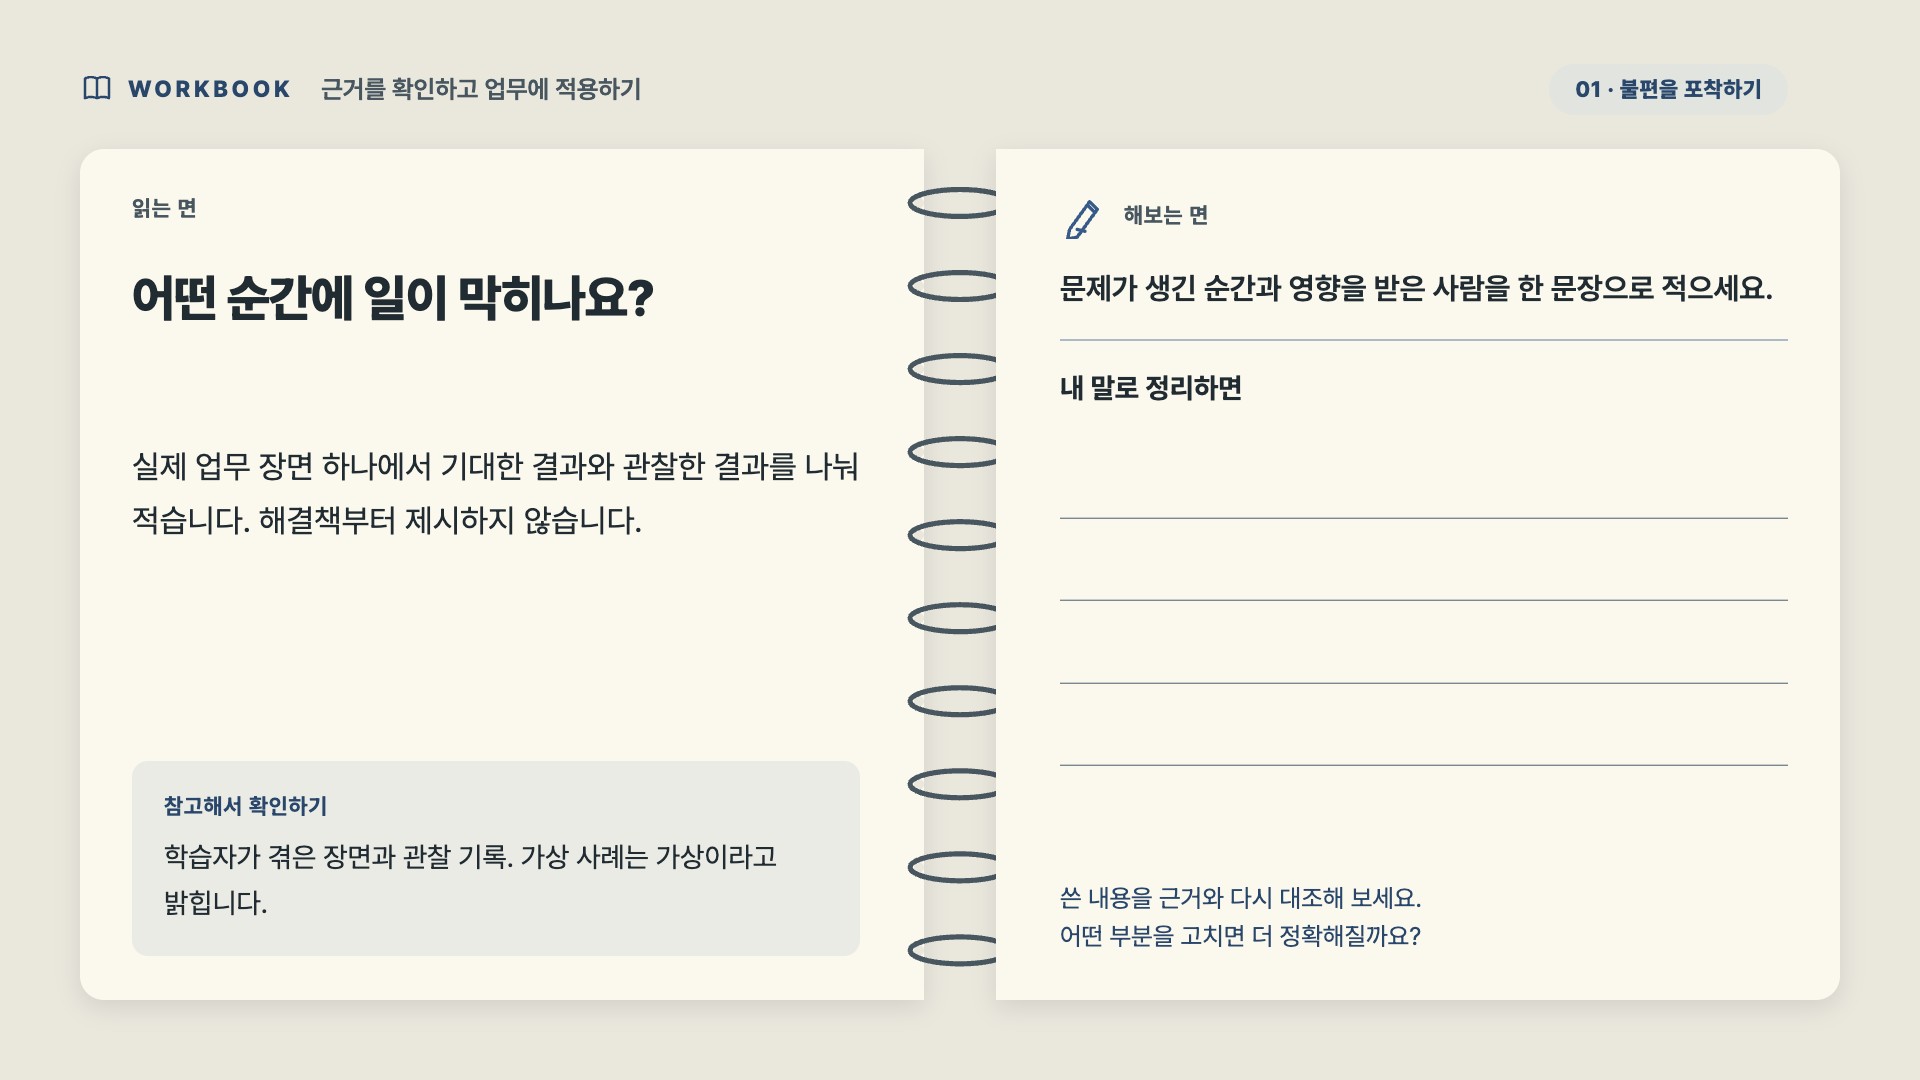 WORKBOOK 근거를 확인하고 업무에 적용하기
01 · 불편을 포착하기
읽는 면
어떤 순간에 일이 막히나요?
실제 업무 장면 하나에서 기대한 결과와 관찰한 결과를 나눠
적습니다. 해결책부터 제시하지 않습니다.
참고해서 확인하기
학습자가 겪은 장면과 관찰 기록. 가상 사례는 가상이라고
밝힙니다.
해보는 면
문제가 생긴 순간과 영향을 받은 사람을 한 문장으로 적으세요.
내 말로 정리하면
쓴 내용을 근거와 다시 대조해 보세요.
어떤 부분을 고치면 더 정확해질까요?